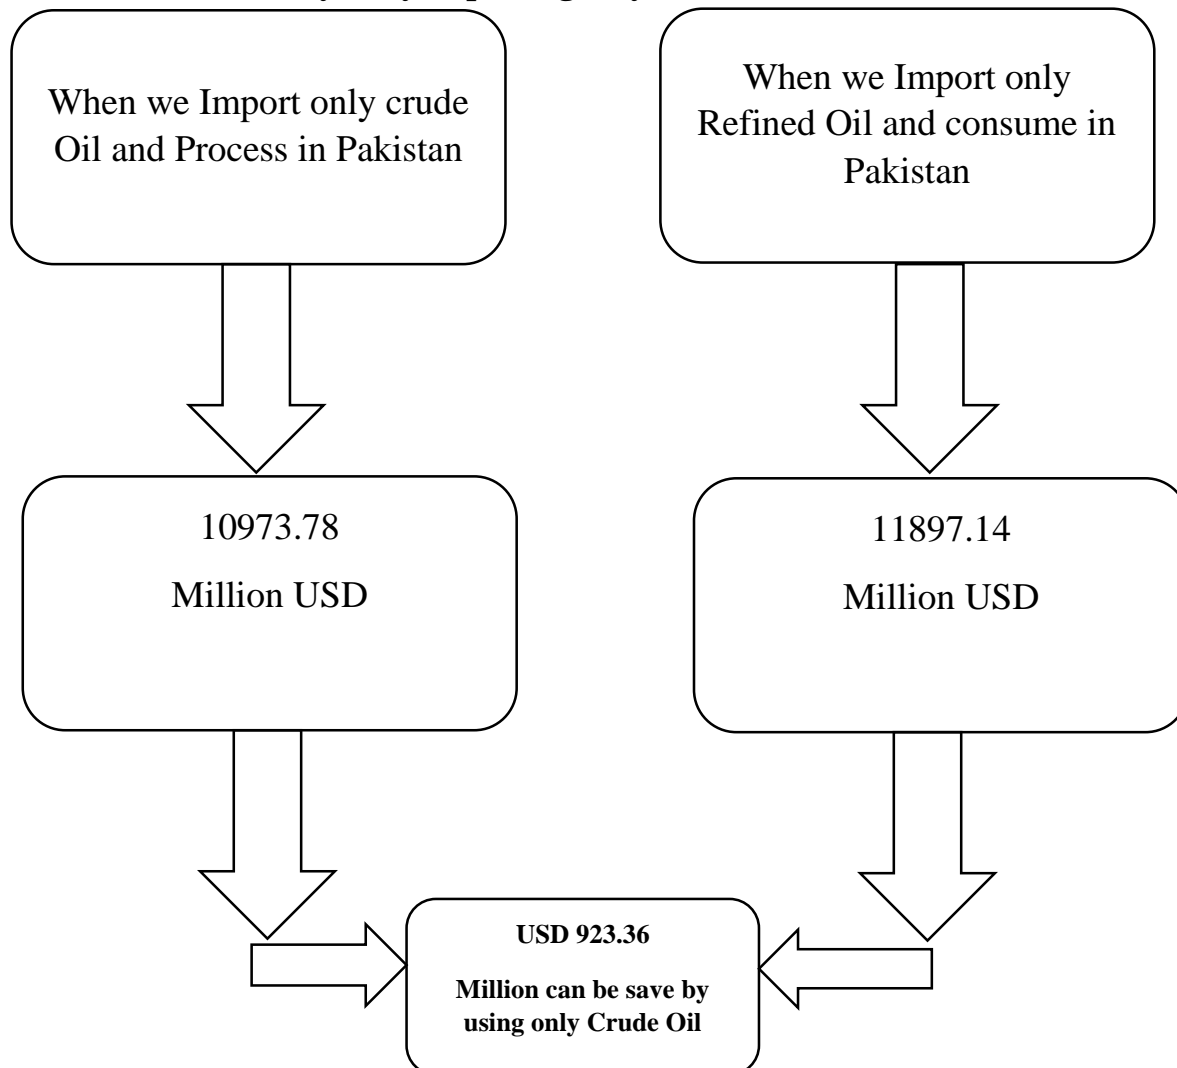 When we Import only crude
Oil and Process in Pakistan
When we Import only
Refined Oil and consume in
Pakistan
10973.78
Million USD
11897.14
Million USD
USD 923.36
Million can be save by
using only Crude Oil